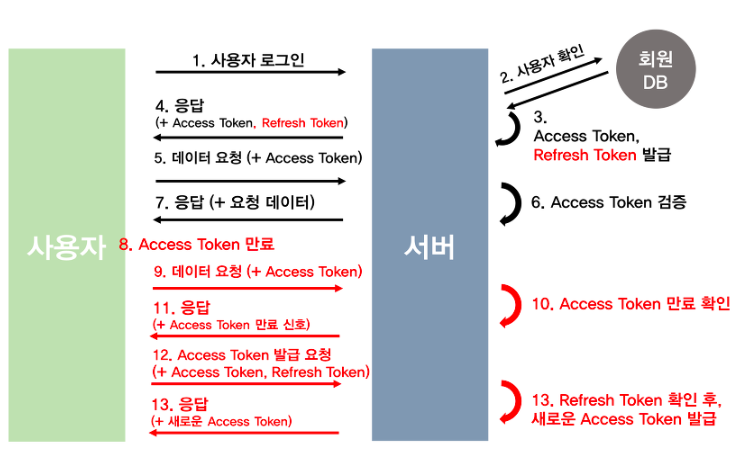 1. 사용자 로그인
2. 사용자 확인
회원
DB
3.
Access Token,
Refresh Token 발급
4. 응답
(+ Access Token, Refresh Token)
5. 데이터 요청 (+ Access Token)
6. Access Token 검증
7. 응답 (+ 요청 데이터)
사용자
서버
8. Access Token 만료
9. 데이터 요청 (+ Access Token)
10. Access Token 만료 확인
11. 응답
(+ Access Token 만료 신호)
12. Access Token 발급 요청
(+ Access Token, Refresh Token)
13. Refresh Token 확인 후,
새로운 Access Token 발급
13. 응답
(+ 새로운 Access Token)